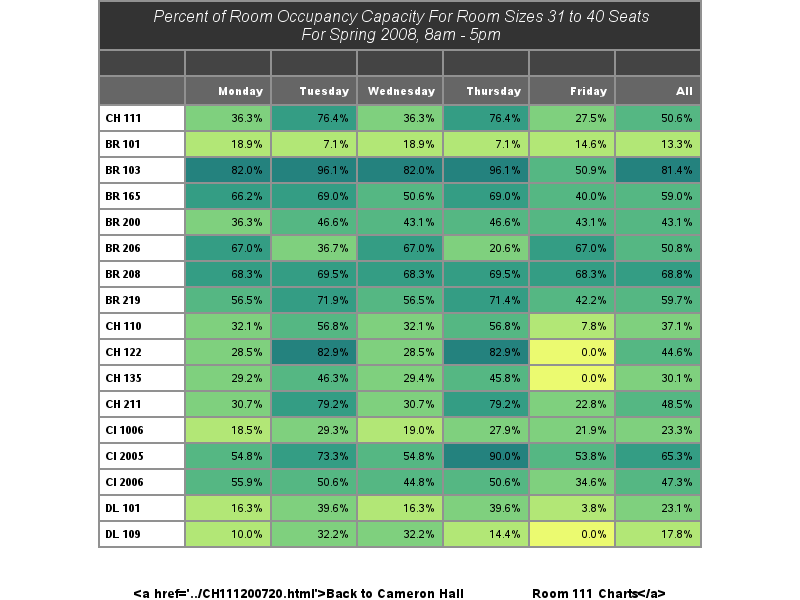 Percent of Room Occupancy Capacity For Room Sizes 31 to 40 Seats
For Spring 2008, 8am - 5pm
Monday Tuesday Wednesday Thursday Friday All
CH 111 36.3% 76.4% 36.3% 76.4% 27.5% 50.6%
BR 101 18.9% 7.1% 18.9% 7.1% 14.6% 13.3%
BR 103 82.0% 96.1% 82.0% 96.1% 50.9% 81.4%
BR 165 66.2% 69.0% 50.6% 69.0% 40.0% 59.0%
BR 200 36.3% 46.6% 43.1% 46.6% 43.1% 43.1%
BR 206 67.0% 36.7% 67.0% 20.6% 67.0% 50.8%
BR 208 68.3% 69.5% 68.3% 69.5% 68.3% 68.8%
BR 219 56.5% 71.9% 56.5% 71.4% 42.2% 59.7%
CH 110 32.1% 56.8% 32.1% 56.8% 7.8% 37.1%
CH 122 28.5% 82.9% 28.5% 82.9% 0.0% 44.6%
CH 135 29.2% 46.3% 29.4% 45.8% 0.0% 30.1%
CH 211 30.7% 79.2% 30.7% 79.2% 22.8% 48.5%
CI 1006 18.5% 29.3% 19.0% 27.9% 21.9% 23.3%
CI 2005 54.8% 73.3% 54.8% 90.0% 53.8% 65.3%
CI 2006 55.9% 50.6% 44.8% 50.6% 34.6% 47.3%
DL 101 16.3% 39.6% 16.3% 39.6% 3.8% 23.1%
DL 109 10.0% 32.2% 32.2% 14.4% 0.0% 17.8%
<a href='../CH111200720.html'>Back to Cameron Hall Room 111 Charts</a>